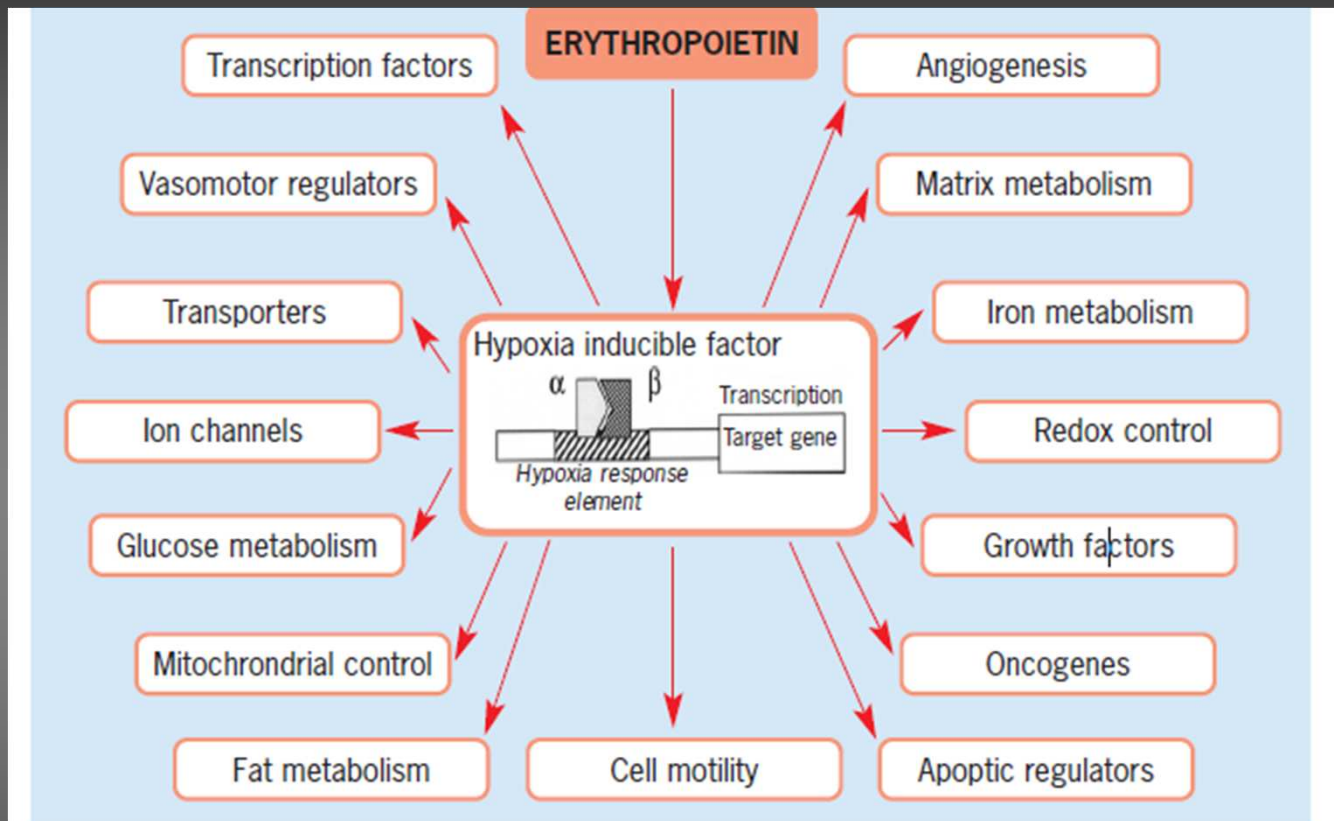 ERYTHROPOIETIN
Transcription factors
Angiogenesis
Vasomotor regulators
Matrix metabolism
Transporters
Iron metabolism
Hypoxia inducible factor
α
β
Transcription
Target gene
Hypoxia response
element
Ion channels
Redox control
Glucose metabolism
Growth factors
Mitochrondrial control
Oncogenes
Fat metabolism
Cell motility
Apoptic regulators